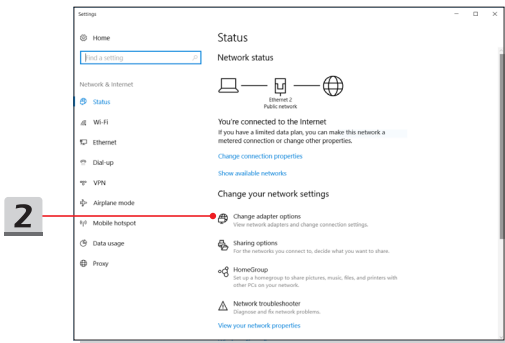 Settings
Home
Status
Find a setting
Network status
Network & Internet
Status
Ethernet 2
Public network
Wi-Fi
You're connected to the Internet
If you have a limited data plan, you can make this network a
metered connection or change other properties.
Ethernet
Change connection properties
Dial-up
Show available networks
VPN
Change your network settings
Airplane mode
2
Mobile hotspot
Change adapter options
View network adapters and change connection settings.
Data usage
Sharing options
For the networks you connect to, decide what you want to share.
Proxy
HomeGroup
Set up a homegroup to share pictures, music, files, and printers with
other PCs on your network.
Network troubleshooter
Diagnose and fix network problems.
View your network properties